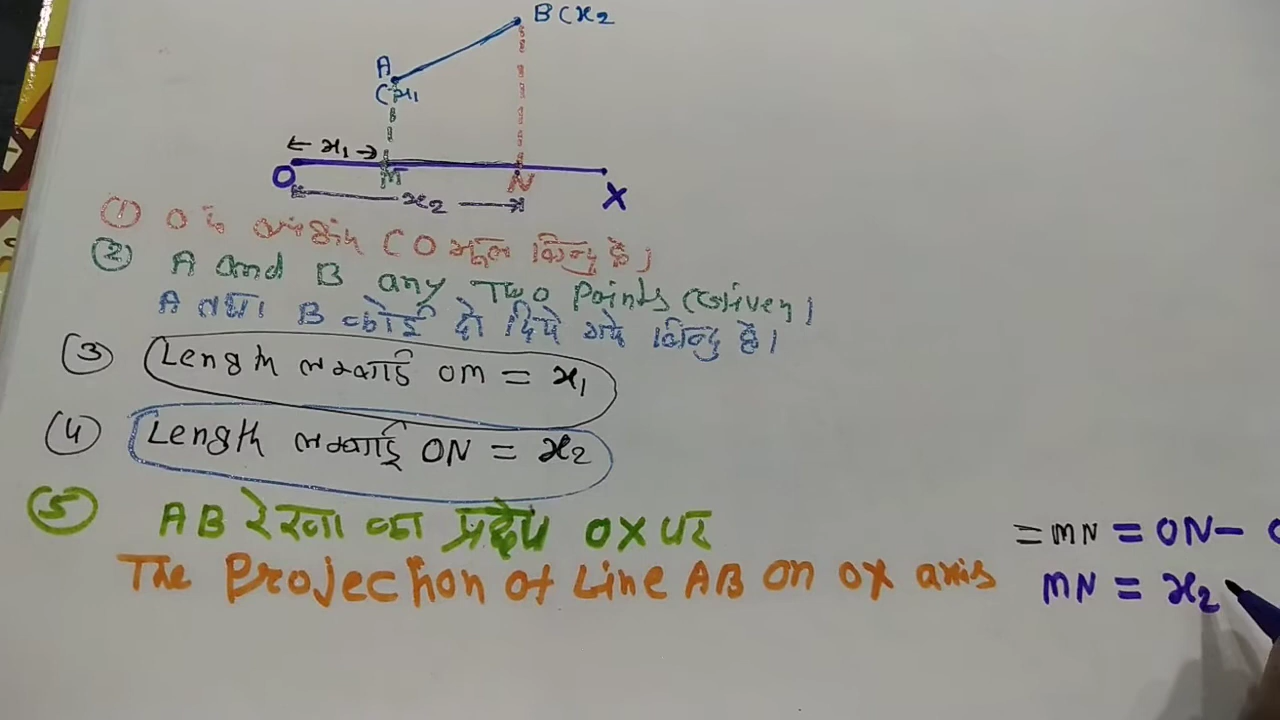 B (x₂
A
(x₁
← x₁ →
O M N X
x₂
(1) O is origin (O मूल बिन्दु है।
(2) A and B any Two Points (Given)
A तथा B कोई दो दिये गये बिन्दु है।
(3) Length लम्बाई OM = x₁
(4) Length लम्बाई ON = x₂
(5) AB रेखा का प्रक्षेप OX पर
= MN = ON –
The Projection of Line AB on OX axis
MN = x₂